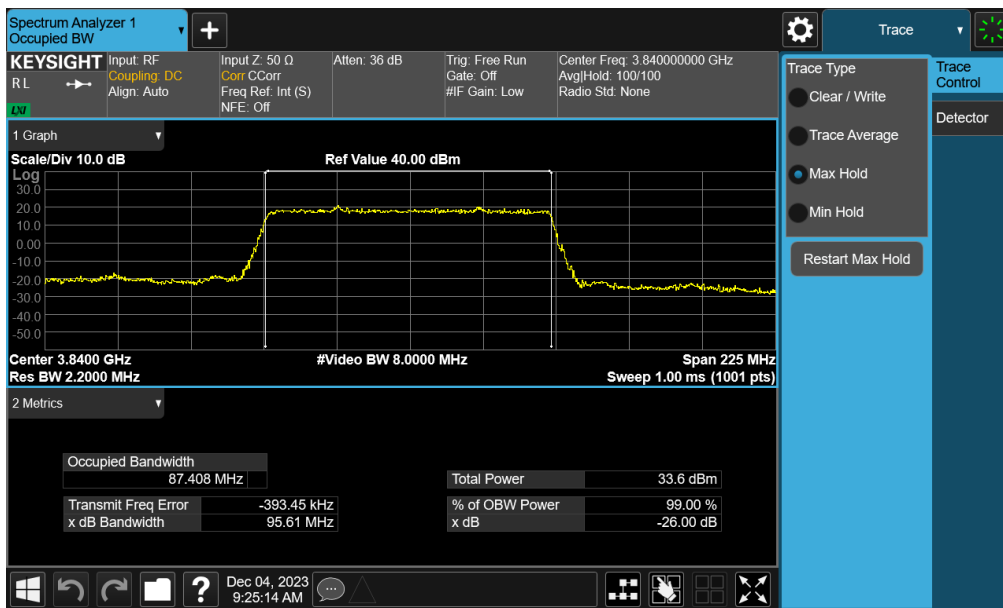 Spectrum Analyzer 1
Occupied BW
+
Trace
KEYSIGHT
R L
LXI
Input: RF
Coupling: DC
Align: Auto
Input Z: 50 Ω
Corr CCorr
Freq Ref: Int (S)
NFE: Off
Atten: 36 dB
Trig: Free Run
Gate: Off
#IF Gain: Low
Center Freq: 3.840000000 GHz
Avg|Hold: 100/100
Radio Std: None
Trace Type
Clear / Write
Trace Average
Max Hold
Min Hold
Restart Max Hold
Trace
Control
Detector
1 Graph
Scale/Div 10.0 dB
Ref Value 40.00 dBm
Log
30.0
20.0
10.0
0.00
-10.0
-20.0
-30.0
-40.0
-50.0
Center 3.8400 GHz
#Video BW 8.0000 MHz
Span 225 MHz
Res BW 2.2000 MHz
Sweep 1.00 ms (1001 pts)
2 Metrics
Occupied Bandwidth
87.408 MHz
Total Power 33.6 dBm
Transmit Freq Error -393.45 kHz
% of OBW Power 99.00 %
x dB Bandwidth 95.61 MHz
x dB -26.00 dB
?
Dec 04, 2023
9:25:14 AM